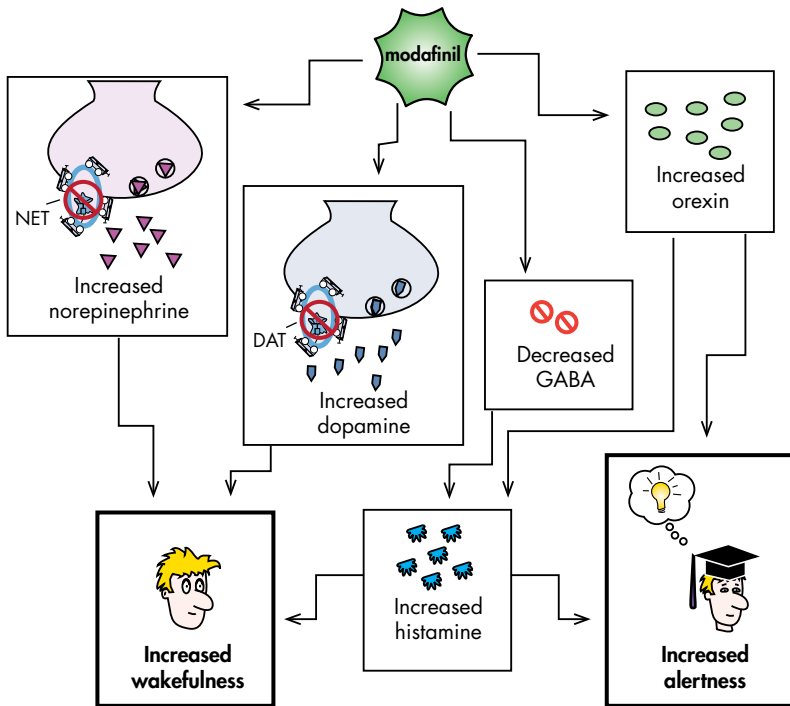 modafinil
NET
Increased
norepinephrine
DAT
Increased
dopamine
Decreased
GABA
Increased
orexin
Increased
wakefulness
Increased
histamine
Increased
alertness